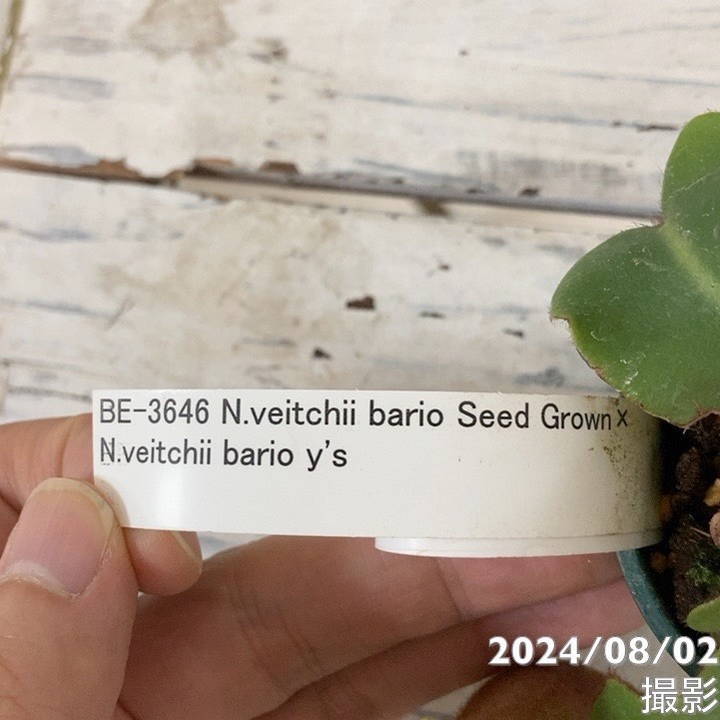 BE-3646 N.veitchii bario Seed Grown×
N.veitchii bario y's
2024/08/02
撮影